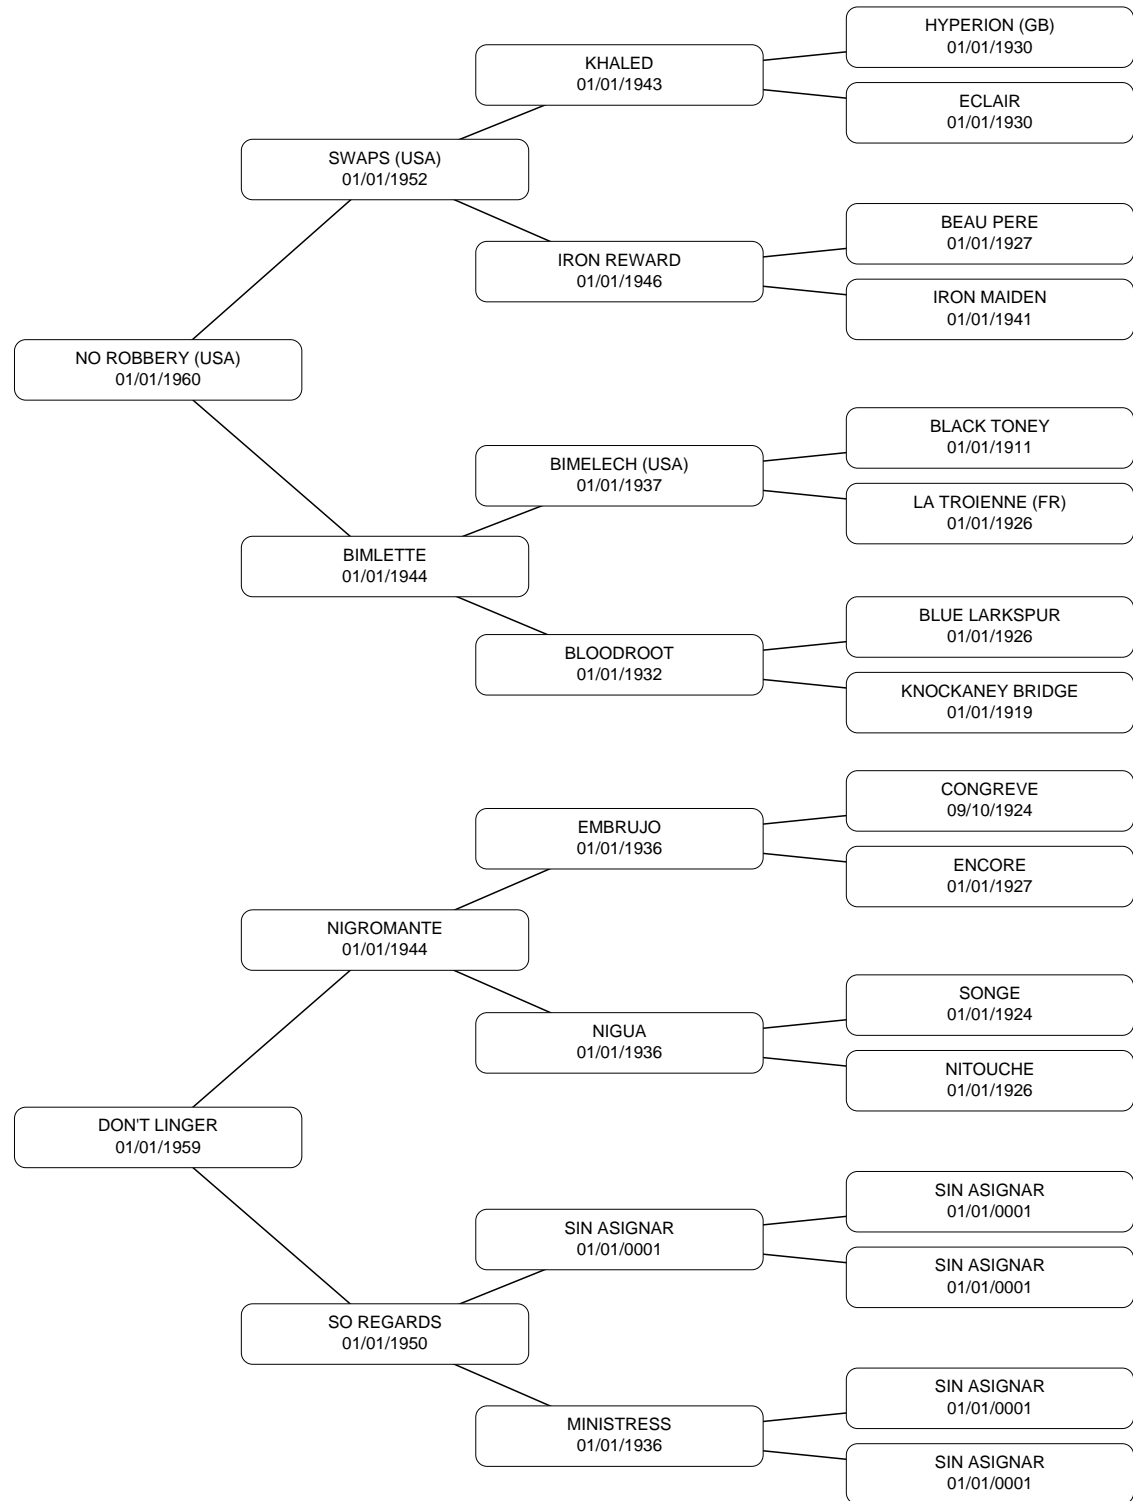 HYPERION (GB)
01/01/1930
KHALED
01/01/1943
ECLAIR
01/01/1930
SWAPS (USA)
01/01/1952
BEAU PERE
01/01/1927
IRON REWARD
01/01/1946
IRON MAIDEN
01/01/1941
NO ROBBERY (USA)
01/01/1960
BLACK TONEY
01/01/1911
BIMELECH (USA)
01/01/1937
LA TROIENNE (FR)
01/01/1926
BIMLETTE
01/01/1944
BLUE LARKSPUR
01/01/1926
BLOODROOT
01/01/1932
KNOCKANEY BRIDGE
01/01/1919
CONGREVE
09/10/1924
EMBRUJO
01/01/1936
ENCORE
01/01/1927
NIGROMANTE
01/01/1944
SONGE
01/01/1924
NIGUA
01/01/1936
NITOUCHE
01/01/1926
DON'T LINGER
01/01/1959
SIN ASIGNAR
01/01/0001
SIN ASIGNAR
01/01/0001
SIN ASIGNAR
01/01/0001
SO REGARDS
01/01/1950
SIN ASIGNAR
01/01/0001
MINISTRESS
01/01/1936
SIN ASIGNAR
01/01/0001